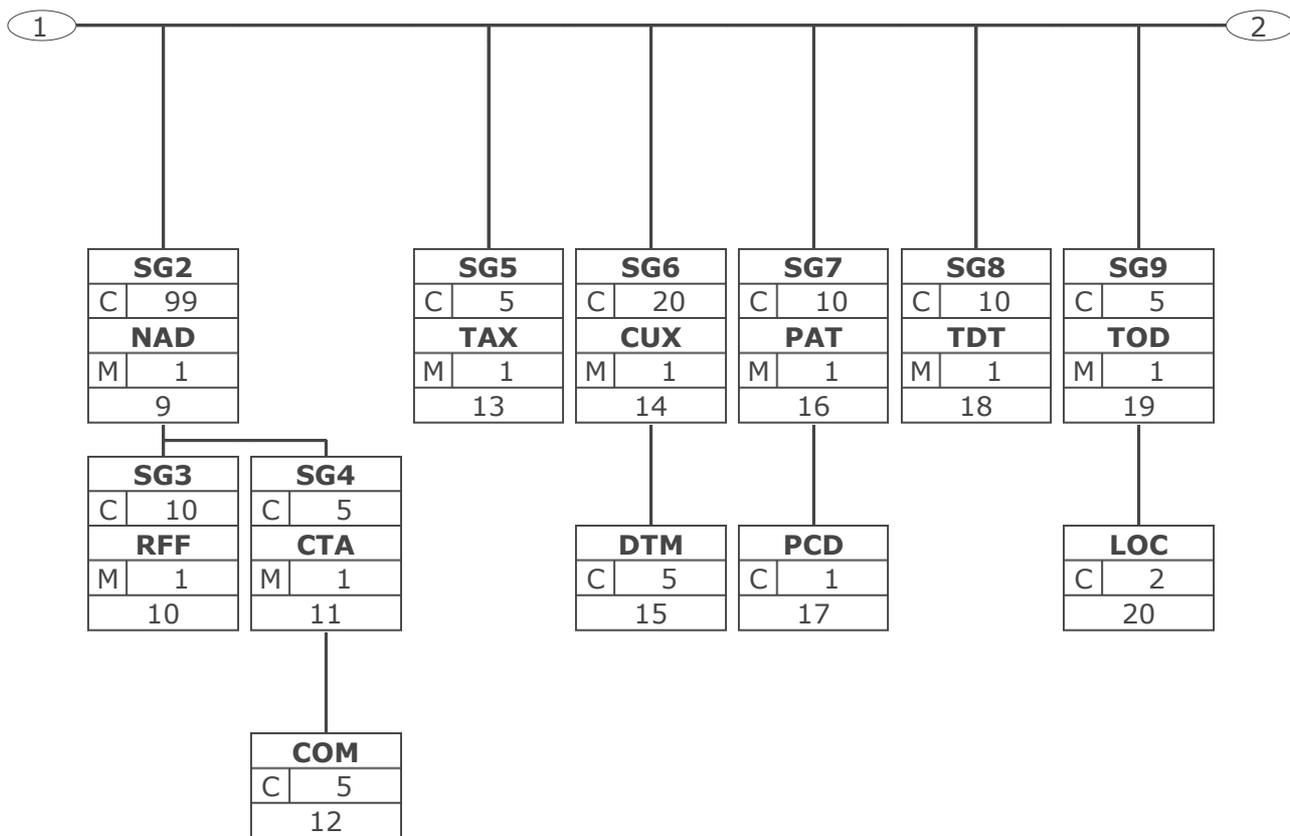 1 2
SG2 SG5 SG6 SG7 SG8 SG9
C 99 C 5 C 20 C 10 C 10 C 5
NAD TAX CUX PAT TDT TOD
M 1 M 1 M 1 M 1 M 1 M 1
9 13 14 16 18 19
SG3 SG4
C 10 C 5
RFF CTA DTM PCD LOC
M 1 M 1 C 5 C 1 C 2
10 11 15 17 20
COM
C 5
12